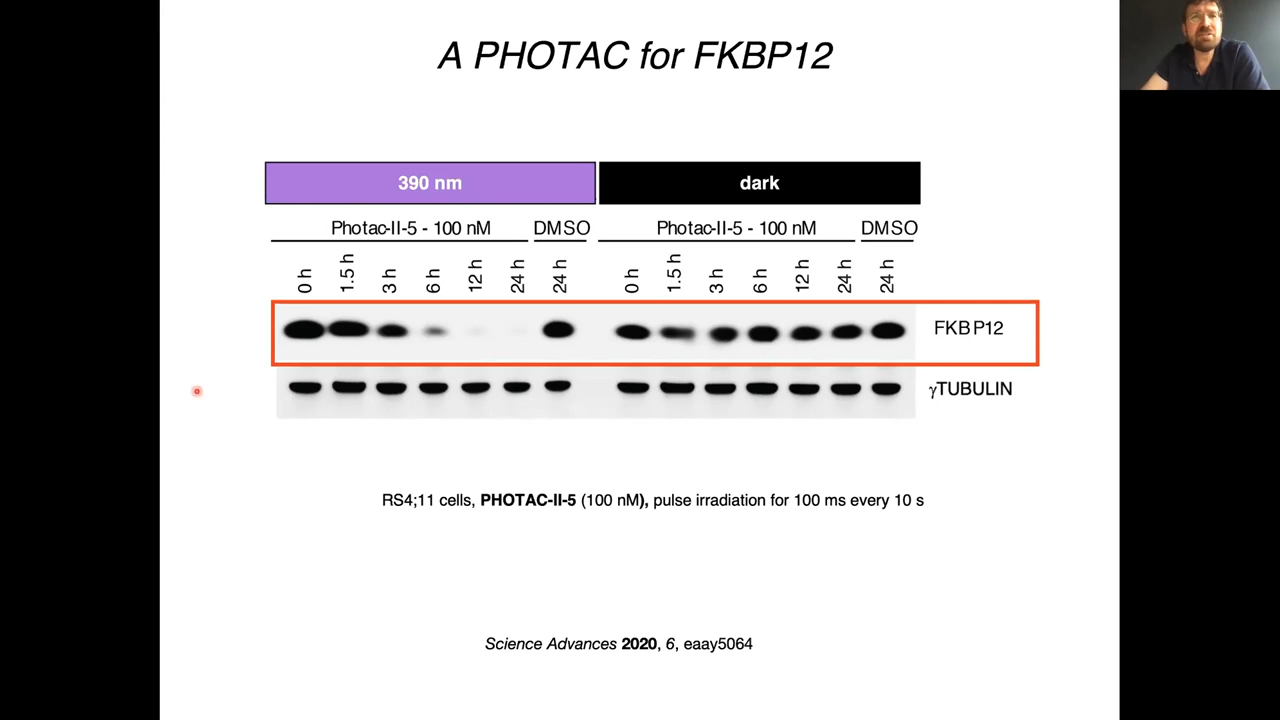 A PHOTAC for FKBP12
390 nm dark
Photac-II-5 - 100 nM DMSO Photac-II-5 - 100 nM DMSO
0 h 1.5 h 3 h 6 h 12 h 24 h 24 h 0 h 1.5 h 3 h 6 h 12 h 24 h 24 h
FKBP12
γTUBULIN
RS4;11 cells, PHOTAC-II-5 (100 nM), pulse irradiation for 100 ms every 10 s
Science Advances 2020, 6, eaay5064